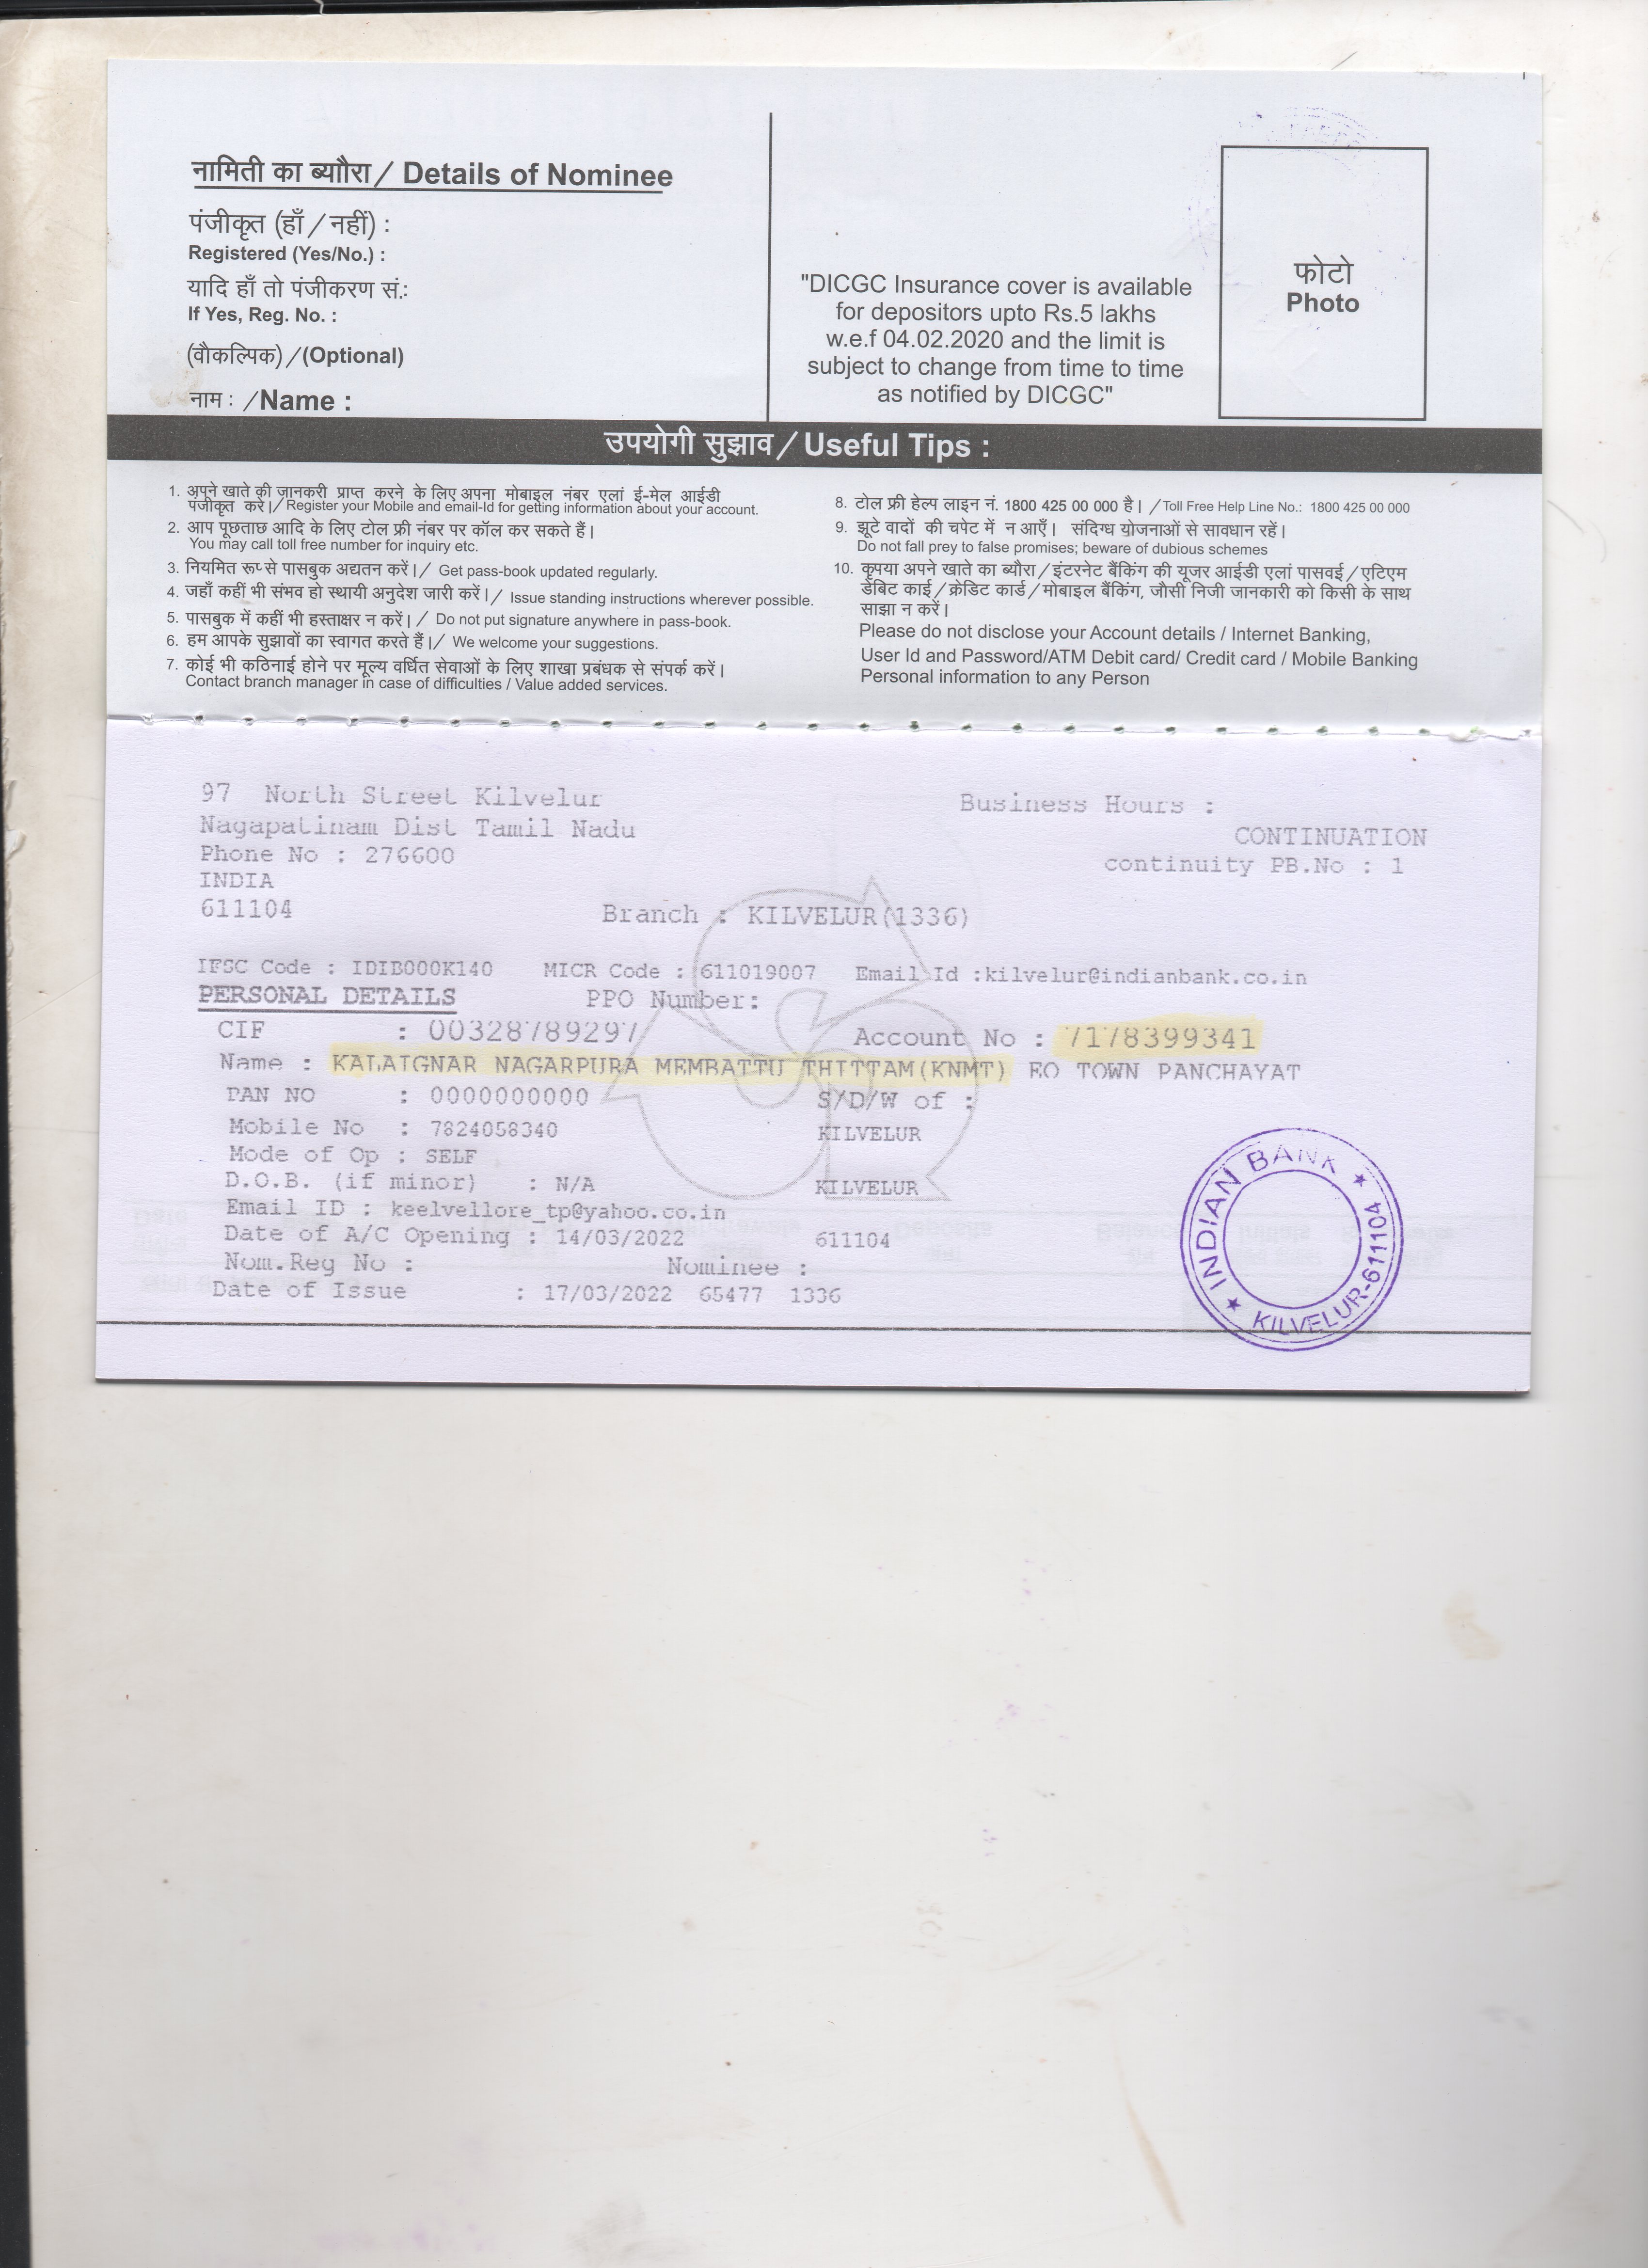 नामिती का ब्यौरा / Details of Nominee
पंजीकृत (हाँ / नहीं) :
Registered (Yes/No.) :
यादि हाँ तो पंजीकरण सं.:
If Yes, Reg. No. :
(वौकल्पिक) / (Optional)
नाम : / Name :
"DICGC Insurance cover is available
for depositors upto Rs.5 lakhs
w.e.f 04.02.2020 and the limit is
subject to change from time to time
as notified by DICGC"
फोटो
Photo
उपयोगी सुझाव / Useful Tips :
1. अपने खाते की जानकरी प्राप्त करने के लिए अपना मोबाइल नंबर एलां ई-मेल आईडी
पंजीकृत करें। / Register your Mobile and email-Id for getting information about your account.
2. आप पूछताछ आदि के लिए टोल फ्री नंबर पर कॉल कर सकते हैं।
You may call toll free number for inquiry etc.
3. नियमित रूप से पासबुक अद्यतन करें। / Get pass-book updated regularly.
4. जहाँ कहीं भी संभव हो स्थायी अनुदेश जारी करें। / Issue standing instructions wherever possible.
5. पासबुक में कहीं भी हस्ताक्षर न करें। / Do not put signature anywhere in pass-book.
6. हम आपके सुझावों का स्वागत करते हैं। / We welcome your suggestions.
7. कोई भी कठिनाई होने पर मूल्य वर्धित सेवाओं के लिए शाखा प्रबंधक से संपर्क करें।
Contact branch manager in case of difficulties / Value added services.
8. टोल फ्री हेल्प लाइन नं. 1800 425 00 000 है। / Toll Free Help Line No.: 1800 425 00 000
9. झूटे वादों की चपेट में न आएँ। संदिग्ध योजनाओं से सावधान रहें।
Do not fall prey to false promises; beware of dubious schemes
10. कृपया अपने खाते का ब्यौरा / इंटरनेट बैंकिंग की यूजर आईडी एलां पासवई / एटिएम
डेबिट काई / क्रेडिट कार्ड / मोबाइल बैंकिंग, जौसी निजी जानकारी को किसी के साथ
साझा न करें।
Please do not disclose your Account details / Internet Banking,
User Id and Password/ATM Debit card/ Credit card / Mobile Banking
Personal information to any Person
97 North Street Kilvelur
Nagapatinam Dist Tamil Nadu
Phone No : 276600
INDIA
611104
Business Hours :
CONTINUATION
continuity PB.No : 1
Branch : KILVELUR(1336)
IFSC Code : IDIB000K140 MICR Code : 611019007 Email Id :kilvelur@indianbank.co.in
PERSONAL DETAILS PPO Number:
CIF : 00328789297 Account No : 7178399341
Name : KALAIGNAR NAGARPURA MEMBATTU THITTAM(KNMT) EO TOWN PANCHAYAT
PAN NO : 0000000000 S/D/W of :
Mobile No : 7824058340 KILVELUR
Mode of Op : SELF
D.O.B. (if minor) : N/A KILVELUR
Email ID : keelvellore_tp@yahoo.co.in
Date of A/C Opening : 14/03/2022 611104
Nom.Reg No : Nominee :
Date of Issue : 17/03/2022 65477 1336
INDIAN BANK
KILVELUR-611104